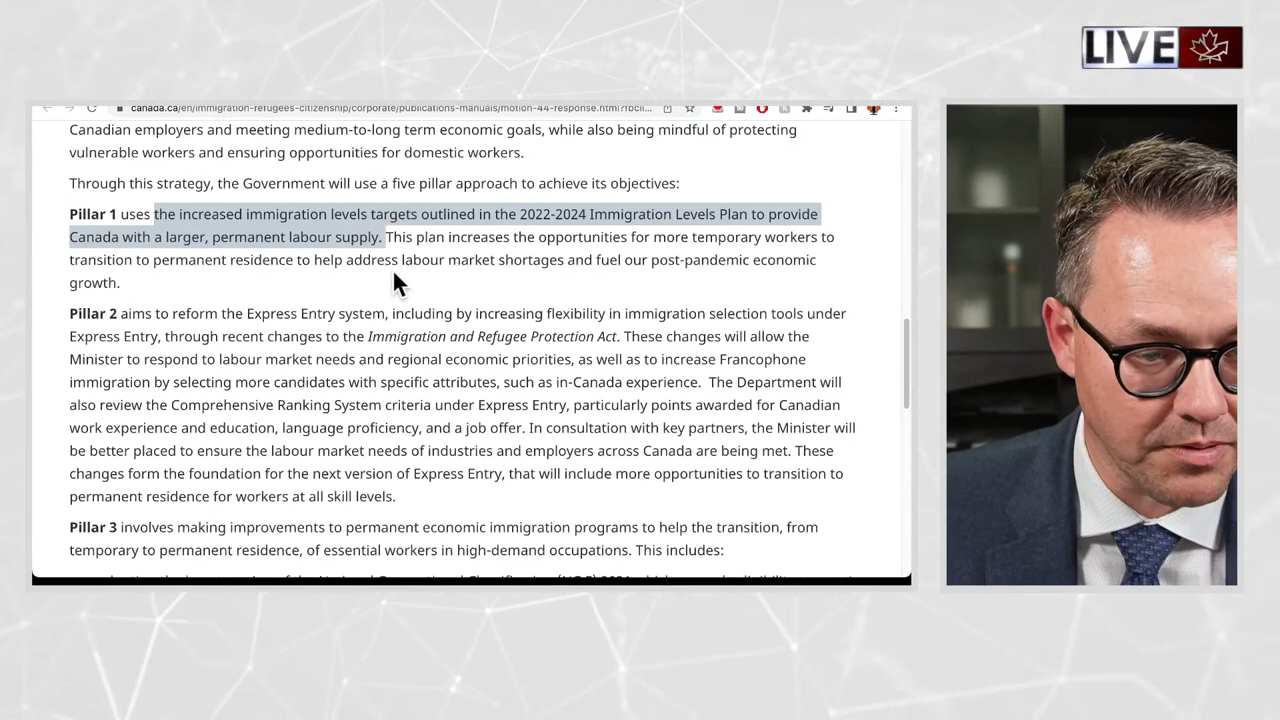 LIVE
canada.ca/en/immigration-refugees-citizenship/corporate/publications-manuals/motion-44-response.html?fbcli...
Canadian employers and meeting medium-to-long term economic goals, while also being mindful of protecting
vulnerable workers and ensuring opportunities for domestic workers.
Through this strategy, the Government will use a five pillar approach to achieve its objectives:
Pillar 1 uses the increased immigration levels targets outlined in the 2022-2024 Immigration Levels Plan to provide
Canada with a larger, permanent labour supply. This plan increases the opportunities for more temporary workers to
transition to permanent residence to help address labour market shortages and fuel our post-pandemic economic
growth.
Pillar 2 aims to reform the Express Entry system, including by increasing flexibility in immigration selection tools under
Express Entry, through recent changes to the Immigration and Refugee Protection Act. These changes will allow the
Minister to respond to labour market needs and regional economic priorities, as well as to increase Francophone
immigration by selecting more candidates with specific attributes, such as in-Canada experience.  The Department will
also review the Comprehensive Ranking System criteria under Express Entry, particularly points awarded for Canadian
work experience and education, language proficiency, and a job offer. In consultation with key partners, the Minister will
be better placed to ensure the labour market needs of industries and employers across Canada are being met. These
changes form the foundation for the next version of Express Entry, that will include more opportunities to transition to
permanent residence for workers at all skill levels.
Pillar 3 involves making improvements to permanent economic immigration programs to help the transition, from
temporary to permanent residence, of essential workers in high-demand occupations. This includes: